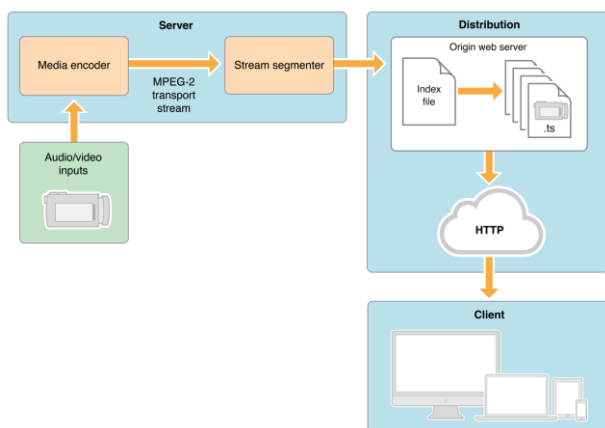 Server
Media encoder
MPEG-2
transport
stream
Stream segmenter
Audio/video
inputs
Distribution
Origin web server
Index
file
.ts
HTTP
Client